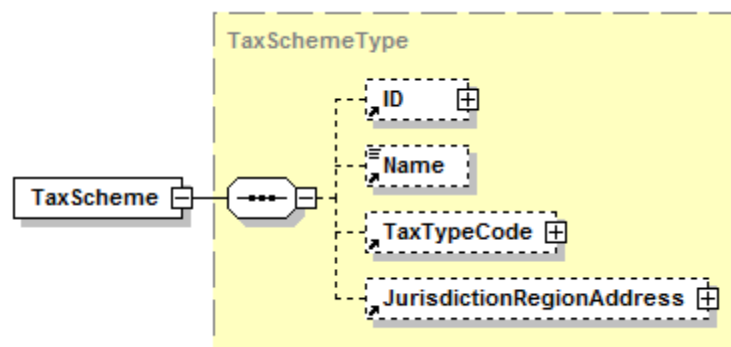 TaxSchemeType
ID
Name
TaxScheme
TaxTypeCode
JurisdictionRegionAddress